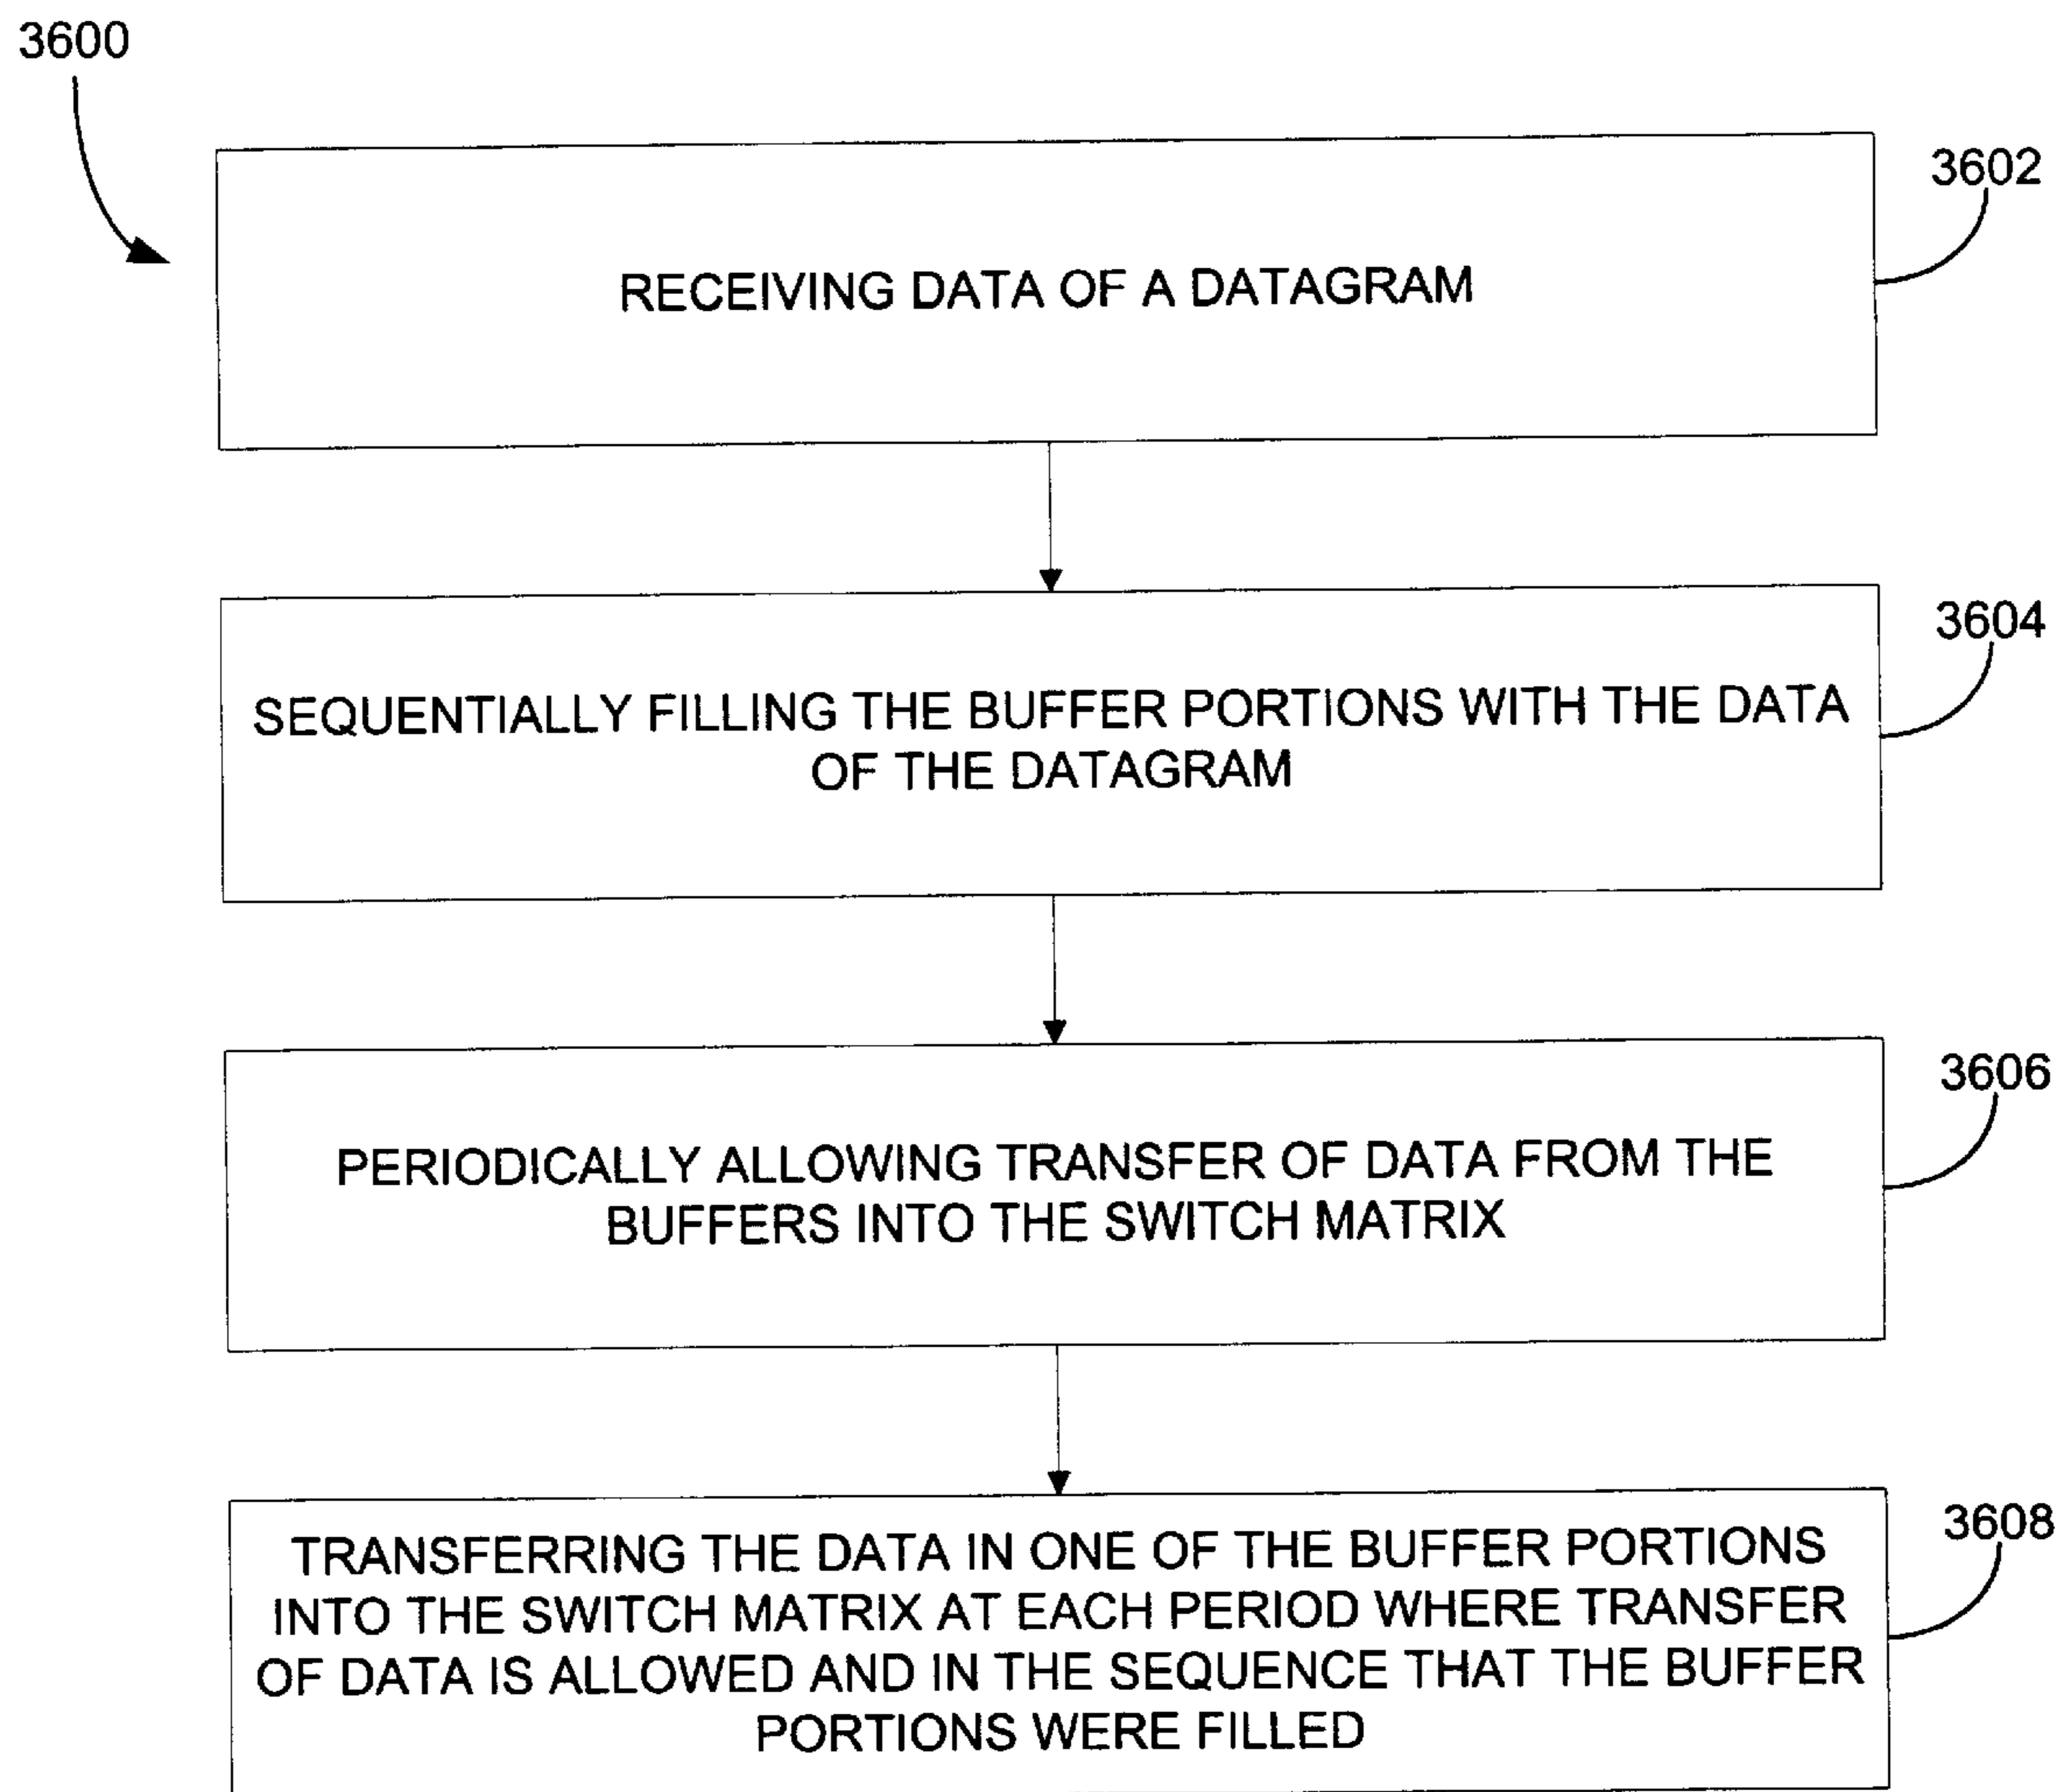 3600
3602
RECEIVING DATA OF A DATAGRAM
3604
SEQUENTIALLY FILLING THE BUFFER PORTIONS WITH THE DATA
OF THE DATAGRAM
3606
PERIODICALLY ALLOWING TRANSFER OF DATA FROM THE
BUFFERS INTO THE SWITCH MATRIX
3608
TRANSFERRING THE DATA IN ONE OF THE BUFFER PORTIONS
INTO THE SWITCH MATRIX AT EACH PERIOD WHERE TRANSFER
OF DATA IS ALLOWED AND IN THE SEQUENCE THAT THE BUFFER
PORTIONS WERE FILLED